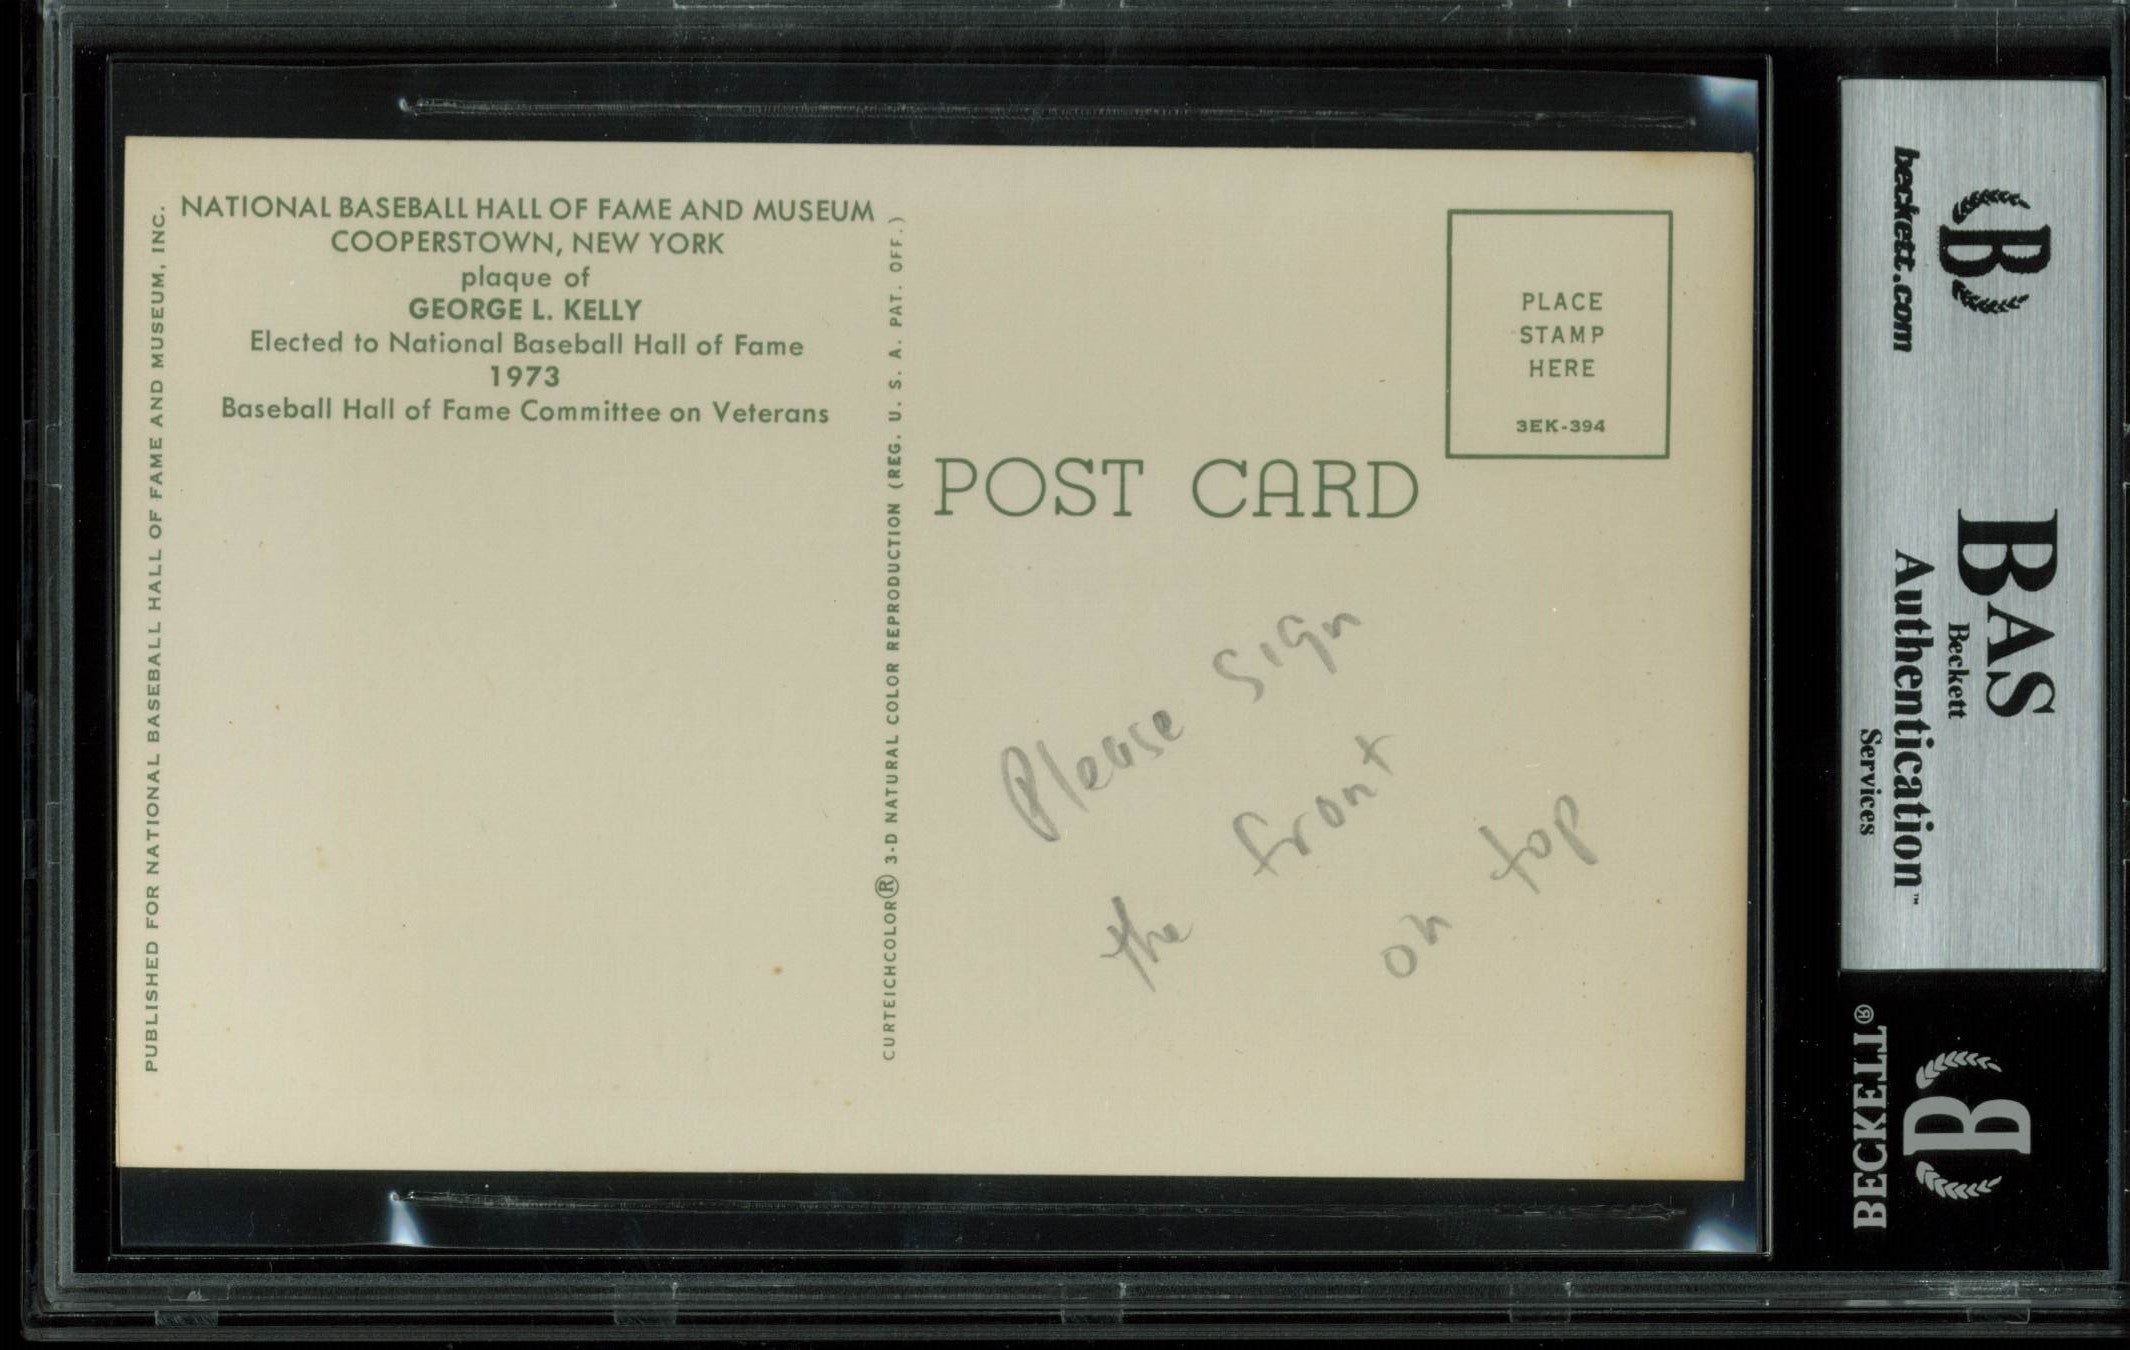 NATIONAL BASEBALL HALL OF FAME AND MUSEUM
COOPERSTOWN, NEW YORK
plaque of
GEORGE L. KELLY
Elected to National Baseball Hall of Fame
1973
Baseball Hall of Fame Committee on Veterans
PUBLISHED FOR NATIONAL BASEBALL HALL OF FAME AND MUSEUM, INC.
CURTEICHCOLOR® 3-D NATURAL COLOR REPRODUCTION (REG. U. S. A. PAT. OFF.)
PLACE
STAMP
HERE
3EK-394
POST CARD
Please sign
the front
on top
B
beckett.com
BAS
Beckett
Authentication™
Services
B
BECKETT®